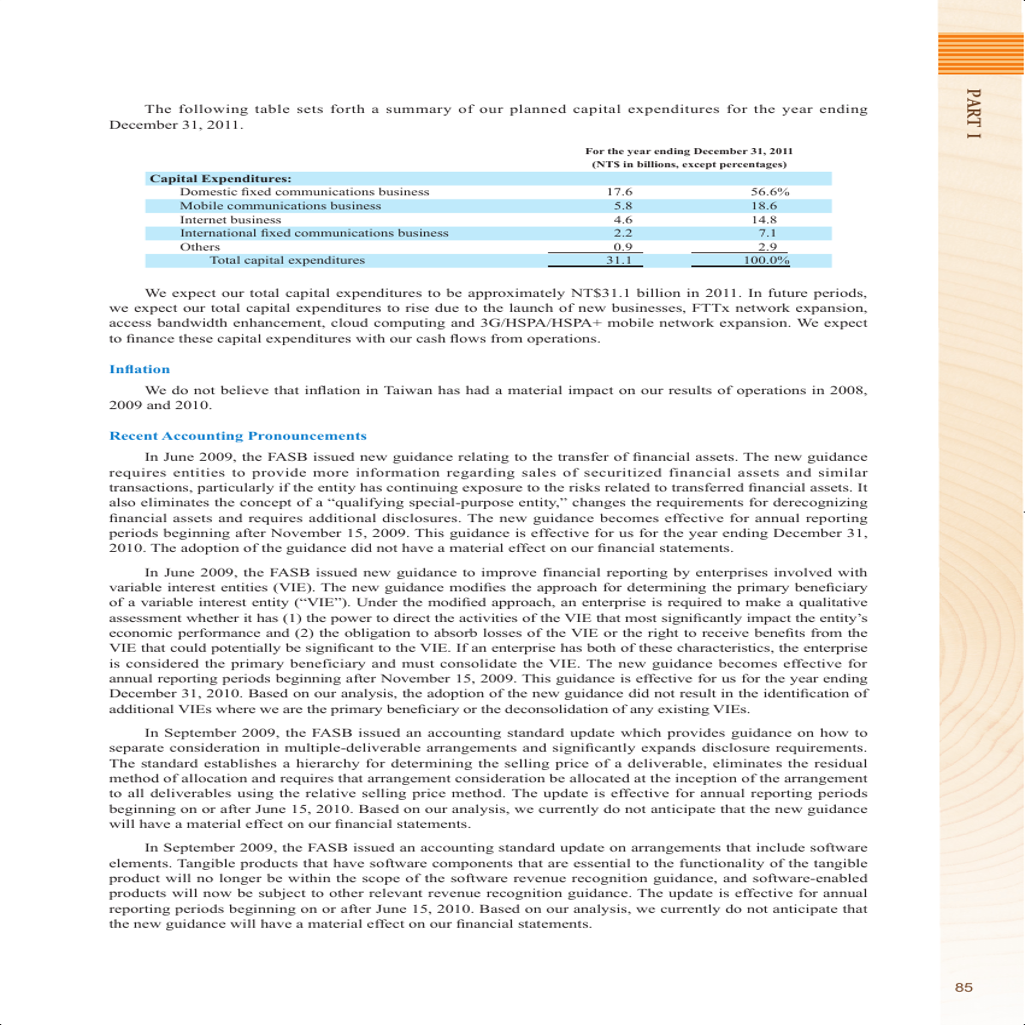 The following table sets forth a summary of our planned capital expenditures for the year ending
December 31, 2011.
For the year ending December 31, 2011
(NT$ in billions, except percentages)
Capital Expenditures:
Domestic fixed communications business 17.6 56.6%
Mobile communications business 5.8 18.6
Internet business 4.6 14.8
International fixed communications business 2.2 7.1
Others 0.9 2.9
Total capital expenditures 31.1 100.0%
We expect our total capital expenditures to be approximately NT$31.1 billion in 2011. In future periods,
we expect our total capital expenditures to rise due to the launch of new businesses, FTTx network expansion,
access bandwidth enhancement, cloud computing and 3G/HSPA/HSPA+ mobile network expansion. We expect
to finance these capital expenditures with our cash flows from operations.
Inflation
We do not believe that inflation in Taiwan has had a material impact on our results of operations in 2008,
2009 and 2010.
Recent Accounting Pronouncements
In June 2009, the FASB issued new guidance relating to the transfer of financial assets. The new guidance
requires entities to provide more information regarding sales of securitized financial assets and similar
transactions, particularly if the entity has continuing exposure to the risks related to transferred financial assets. It
also eliminates the concept of a “qualifying special-purpose entity,” changes the requirements for derecognizing
financial assets and requires additional disclosures. The new guidance becomes effective for annual reporting
periods beginning after November 15, 2009. This guidance is effective for us for the year ending December 31,
2010. The adoption of the guidance did not have a material effect on our financial statements.
In June 2009, the FASB issued new guidance to improve financial reporting by enterprises involved with
variable interest entities (VIE). The new guidance modifies the approach for determining the primary beneficiary
of a variable interest entity (“VIE”). Under the modified approach, an enterprise is required to make a qualitative
assessment whether it has (1) the power to direct the activities of the VIE that most significantly impact the entity’s
economic performance and (2) the obligation to absorb losses of the VIE or the right to receive benefits from the
VIE that could potentially be significant to the VIE. If an enterprise has both of these characteristics, the enterprise
is considered the primary beneficiary and must consolidate the VIE. The new guidance becomes effective for
annual reporting periods beginning after November 15, 2009. This guidance is effective for us for the year ending
December 31, 2010. Based on our analysis, the adoption of the new guidance did not result in the identification of
additional VIEs where we are the primary beneficiary or the deconsolidation of any existing VIEs.
In September 2009, the FASB issued an accounting standard update which provides guidance on how to
separate consideration in multiple-deliverable arrangements and significantly expands disclosure requirements.
The standard establishes a hierarchy for determining the selling price of a deliverable, eliminates the residual
method of allocation and requires that arrangement consideration be allocated at the inception of the arrangement
to all deliverables using the relative selling price method. The update is effective for annual reporting periods
beginning on or after June 15, 2010. Based on our analysis, we currently do not anticipate that the new guidance
will have a material effect on our financial statements.
In September 2009, the FASB issued an accounting standard update on arrangements that include software
elements. Tangible products that have software components that are essential to the functionality of the tangible
product will no longer be within the scope of the software revenue recognition guidance, and software-enabled
products will now be subject to other relevant revenue recognition guidance. The update is effective for annual
reporting periods beginning on or after June 15, 2010. Based on our analysis, we currently do not anticipate that
the new guidance will have a material effect on our financial statements.
PART I
85